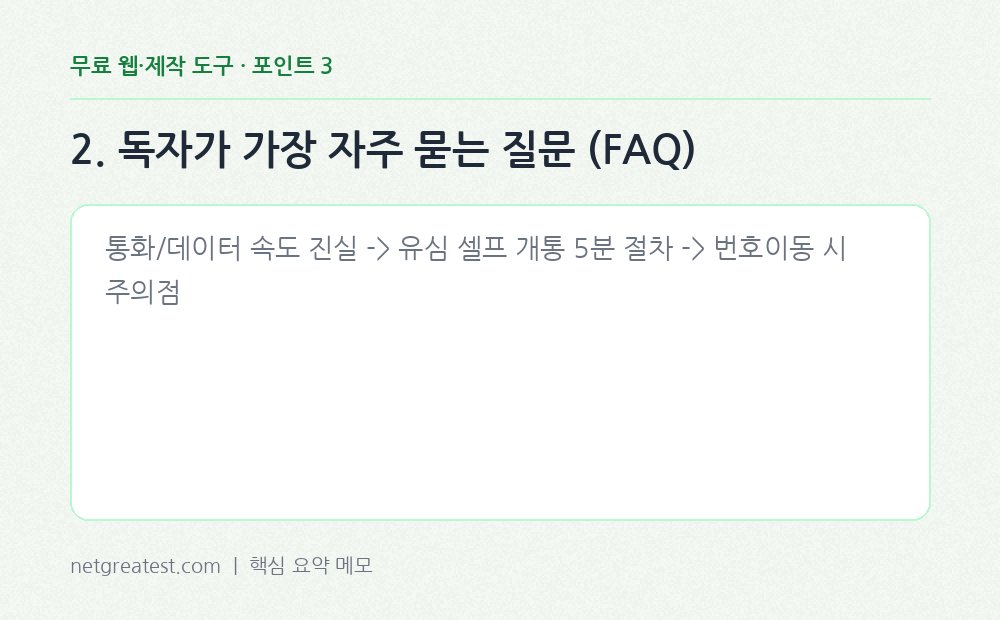 무료 웹·제작 도구 · 포인트 3
2. 독자가 가장 자주 묻는 질문 (FAQ)
통화/데이터 속도 진실 -> 유심 셀프 개통 5분 절차 -> 번호이동 시
주의점
netgreatest.com | 핵심 요약 메모